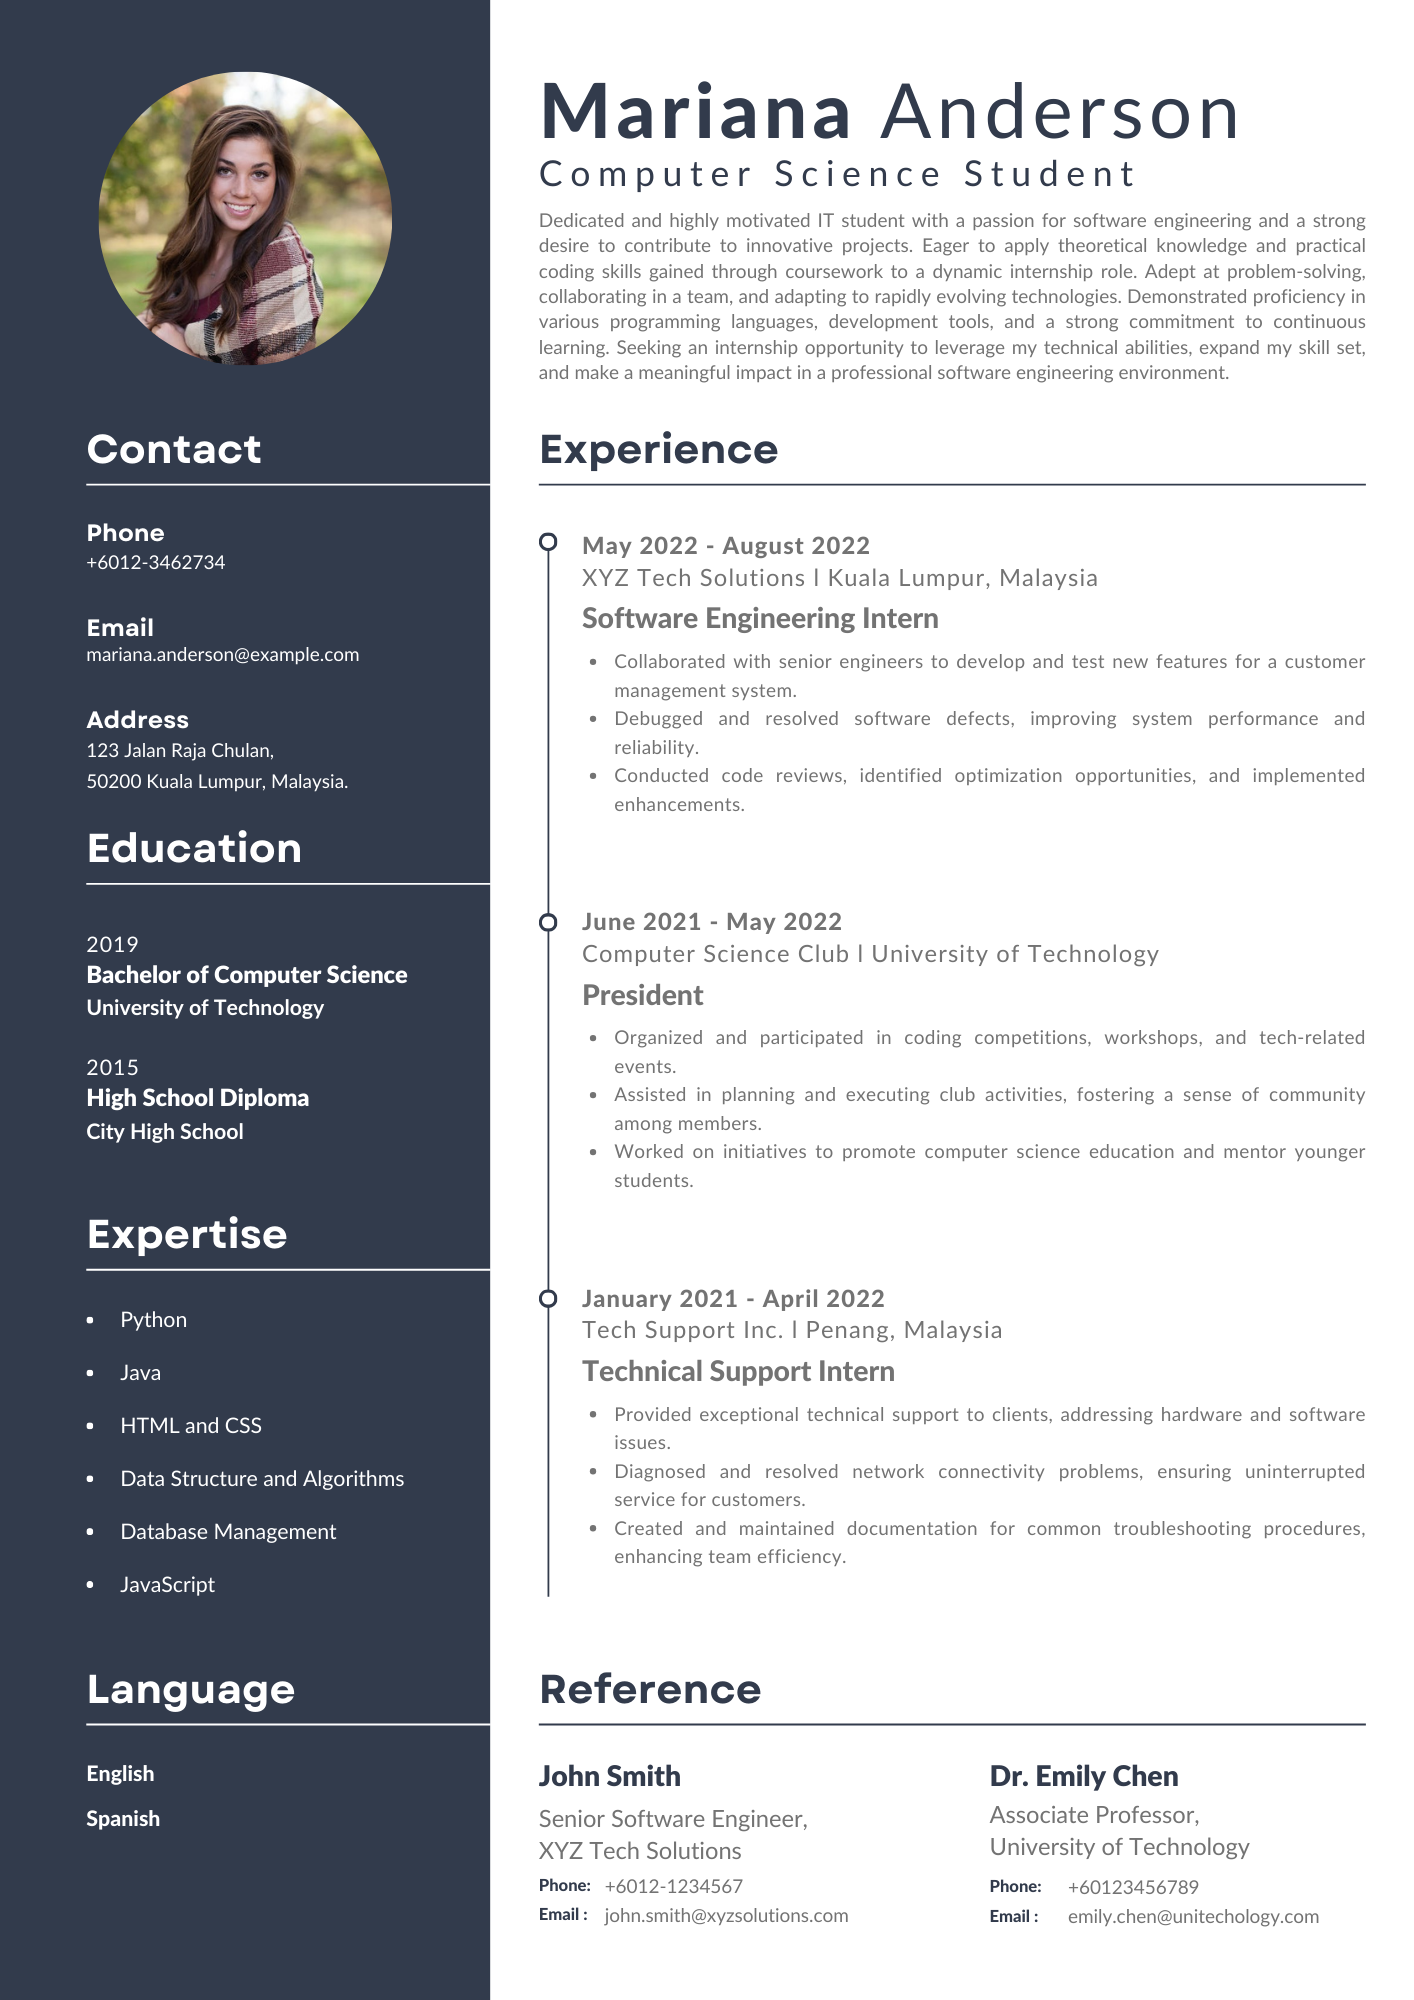 Mariana Anderson
Computer Science Student
Dedicated and highly motivated IT student with a passion for software engineering and a strong
desire to contribute to innovative projects. Eager to apply theoretical knowledge and practical
coding skills gained through coursework to a dynamic internship role. Adept at problem-solving,
collaborating in a team, and adapting to rapidly evolving technologies. Demonstrated proficiency in
various programming languages, development tools, and a strong commitment to continuous
learning. Seeking an internship opportunity to leverage my technical abilities, expand my skill set,
and make a meaningful impact in a professional software engineering environment.
Contact
Phone
+6012-3462734
Email
mariana.anderson@example.com
Address
123 Jalan Raja Chulan,
50200 Kuala Lumpur, Malaysia.
Education
2019
Bachelor of Computer Science
University of Technology
2015
High School Diploma
City High School
Expertise
• Python
• Java
• HTML and CSS
• Data Structure and Algorithms
• Database Management
• JavaScript
Language
English
Spanish
Experience
May 2022 - August 2022
XYZ Tech Solutions l Kuala Lumpur, Malaysia
Software Engineering Intern
• Collaborated with senior engineers to develop and test new features for a customer
management system.
• Debugged and resolved software defects, improving system performance and
reliability.
• Conducted code reviews, identified optimization opportunities, and implemented
enhancements.
June 2021 - May 2022
Computer Science Club l University of Technology
President
• Organized and participated in coding competitions, workshops, and tech-related
events.
• Assisted in planning and executing club activities, fostering a sense of community
among members.
• Worked on initiatives to promote computer science education and mentor younger
students.
January 2021 - April 2022
Tech Support Inc. l Penang, Malaysia
Technical Support Intern
• Provided exceptional technical support to clients, addressing hardware and software
issues.
• Diagnosed and resolved network connectivity problems, ensuring uninterrupted
service for customers.
• Created and maintained documentation for common troubleshooting procedures,
enhancing team efficiency.
Reference
John Smith
Senior Software Engineer,
XYZ Tech Solutions
Phone: +6012-1234567
Email : john.smith@xyzsolutions.com
Dr. Emily Chen
Associate Professor,
University of Technology
Phone: +60123456789
Email : emily.chen@unitechology.com